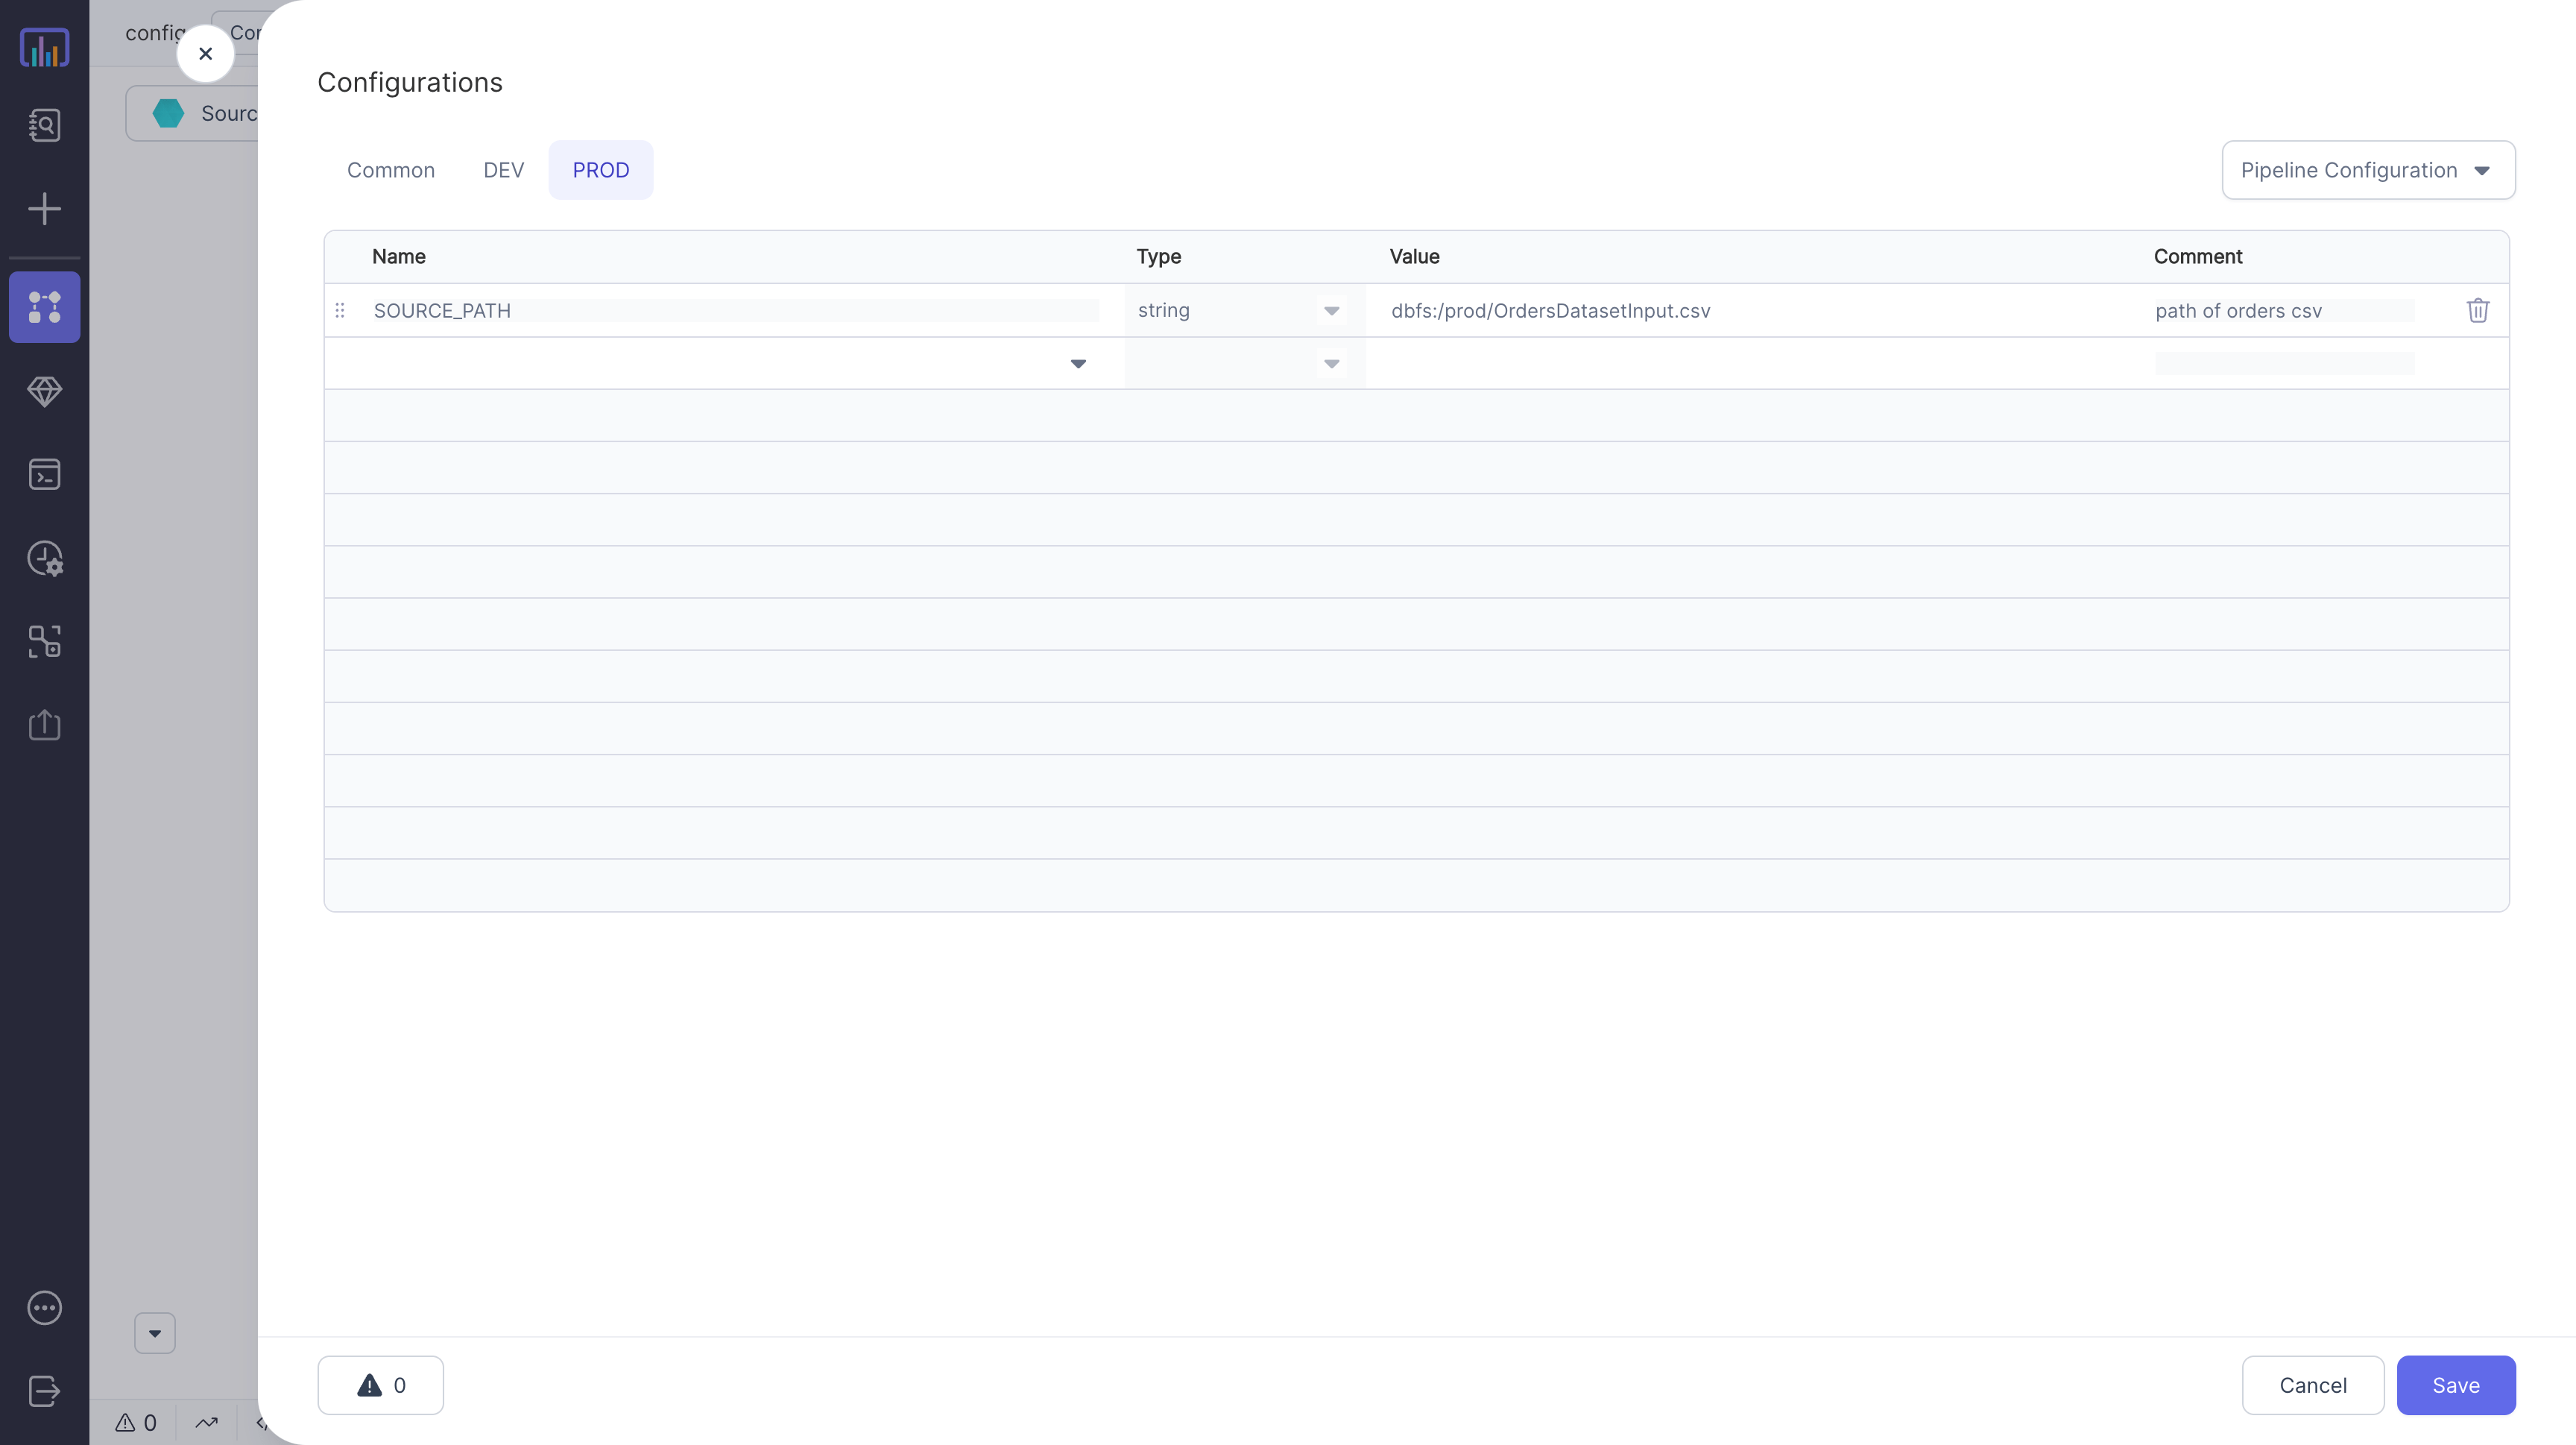 config
Con
Sourc
Configurations
Common DEV PROD
Pipeline Configuration
Name Type Value Comment
SOURCE_PATH string dbfs:/prod/OrdersDatasetInput.csv path of orders csv
0
Cancel Save
0